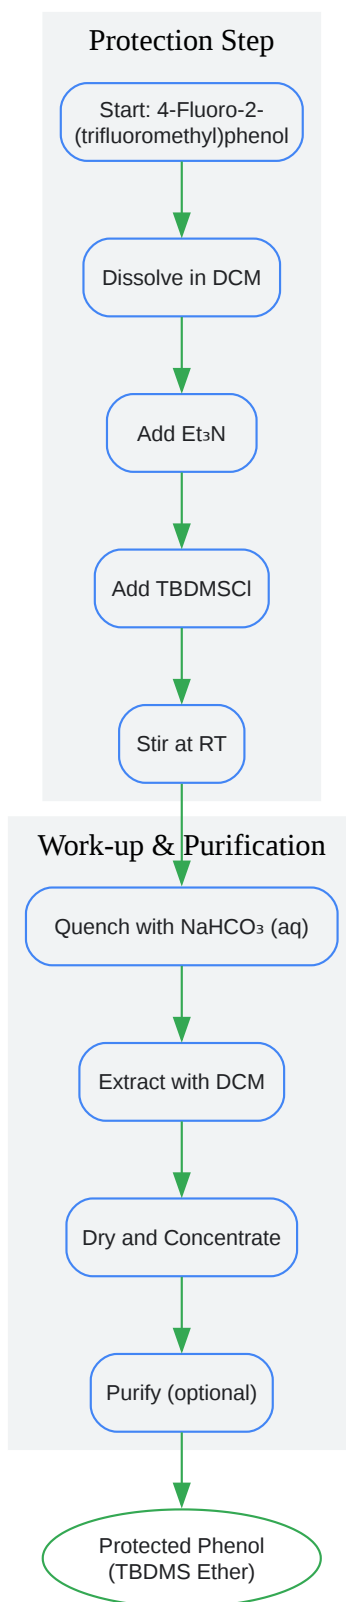 Protection Step
Start: 4-Fluoro-2-
(trifluoromethyl)phenol
Dissolve in DCM
Add Et₃N
Add TBDMSCl
Stir at RT
Work-up & Purification
Quench with NaHCO₃ (aq)
Extract with DCM
Dry and Concentrate
Purify (optional)
Protected Phenol
(TBDMS Ether)